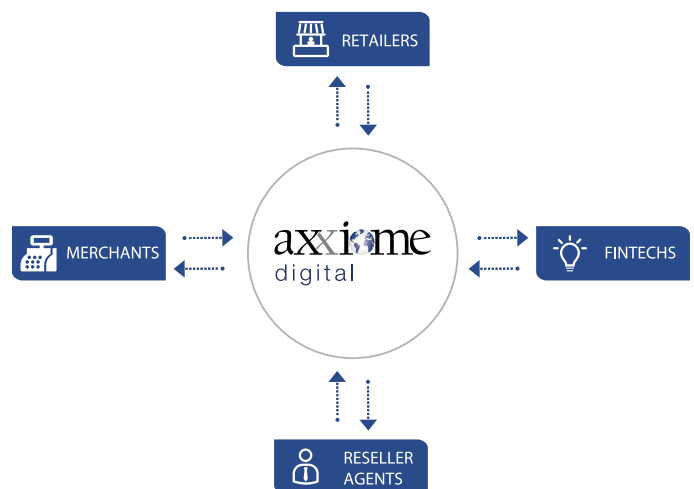 RETAILERS
MERCHANTS
axxiome
digital
FINTECHS
RESELLER
AGENTS